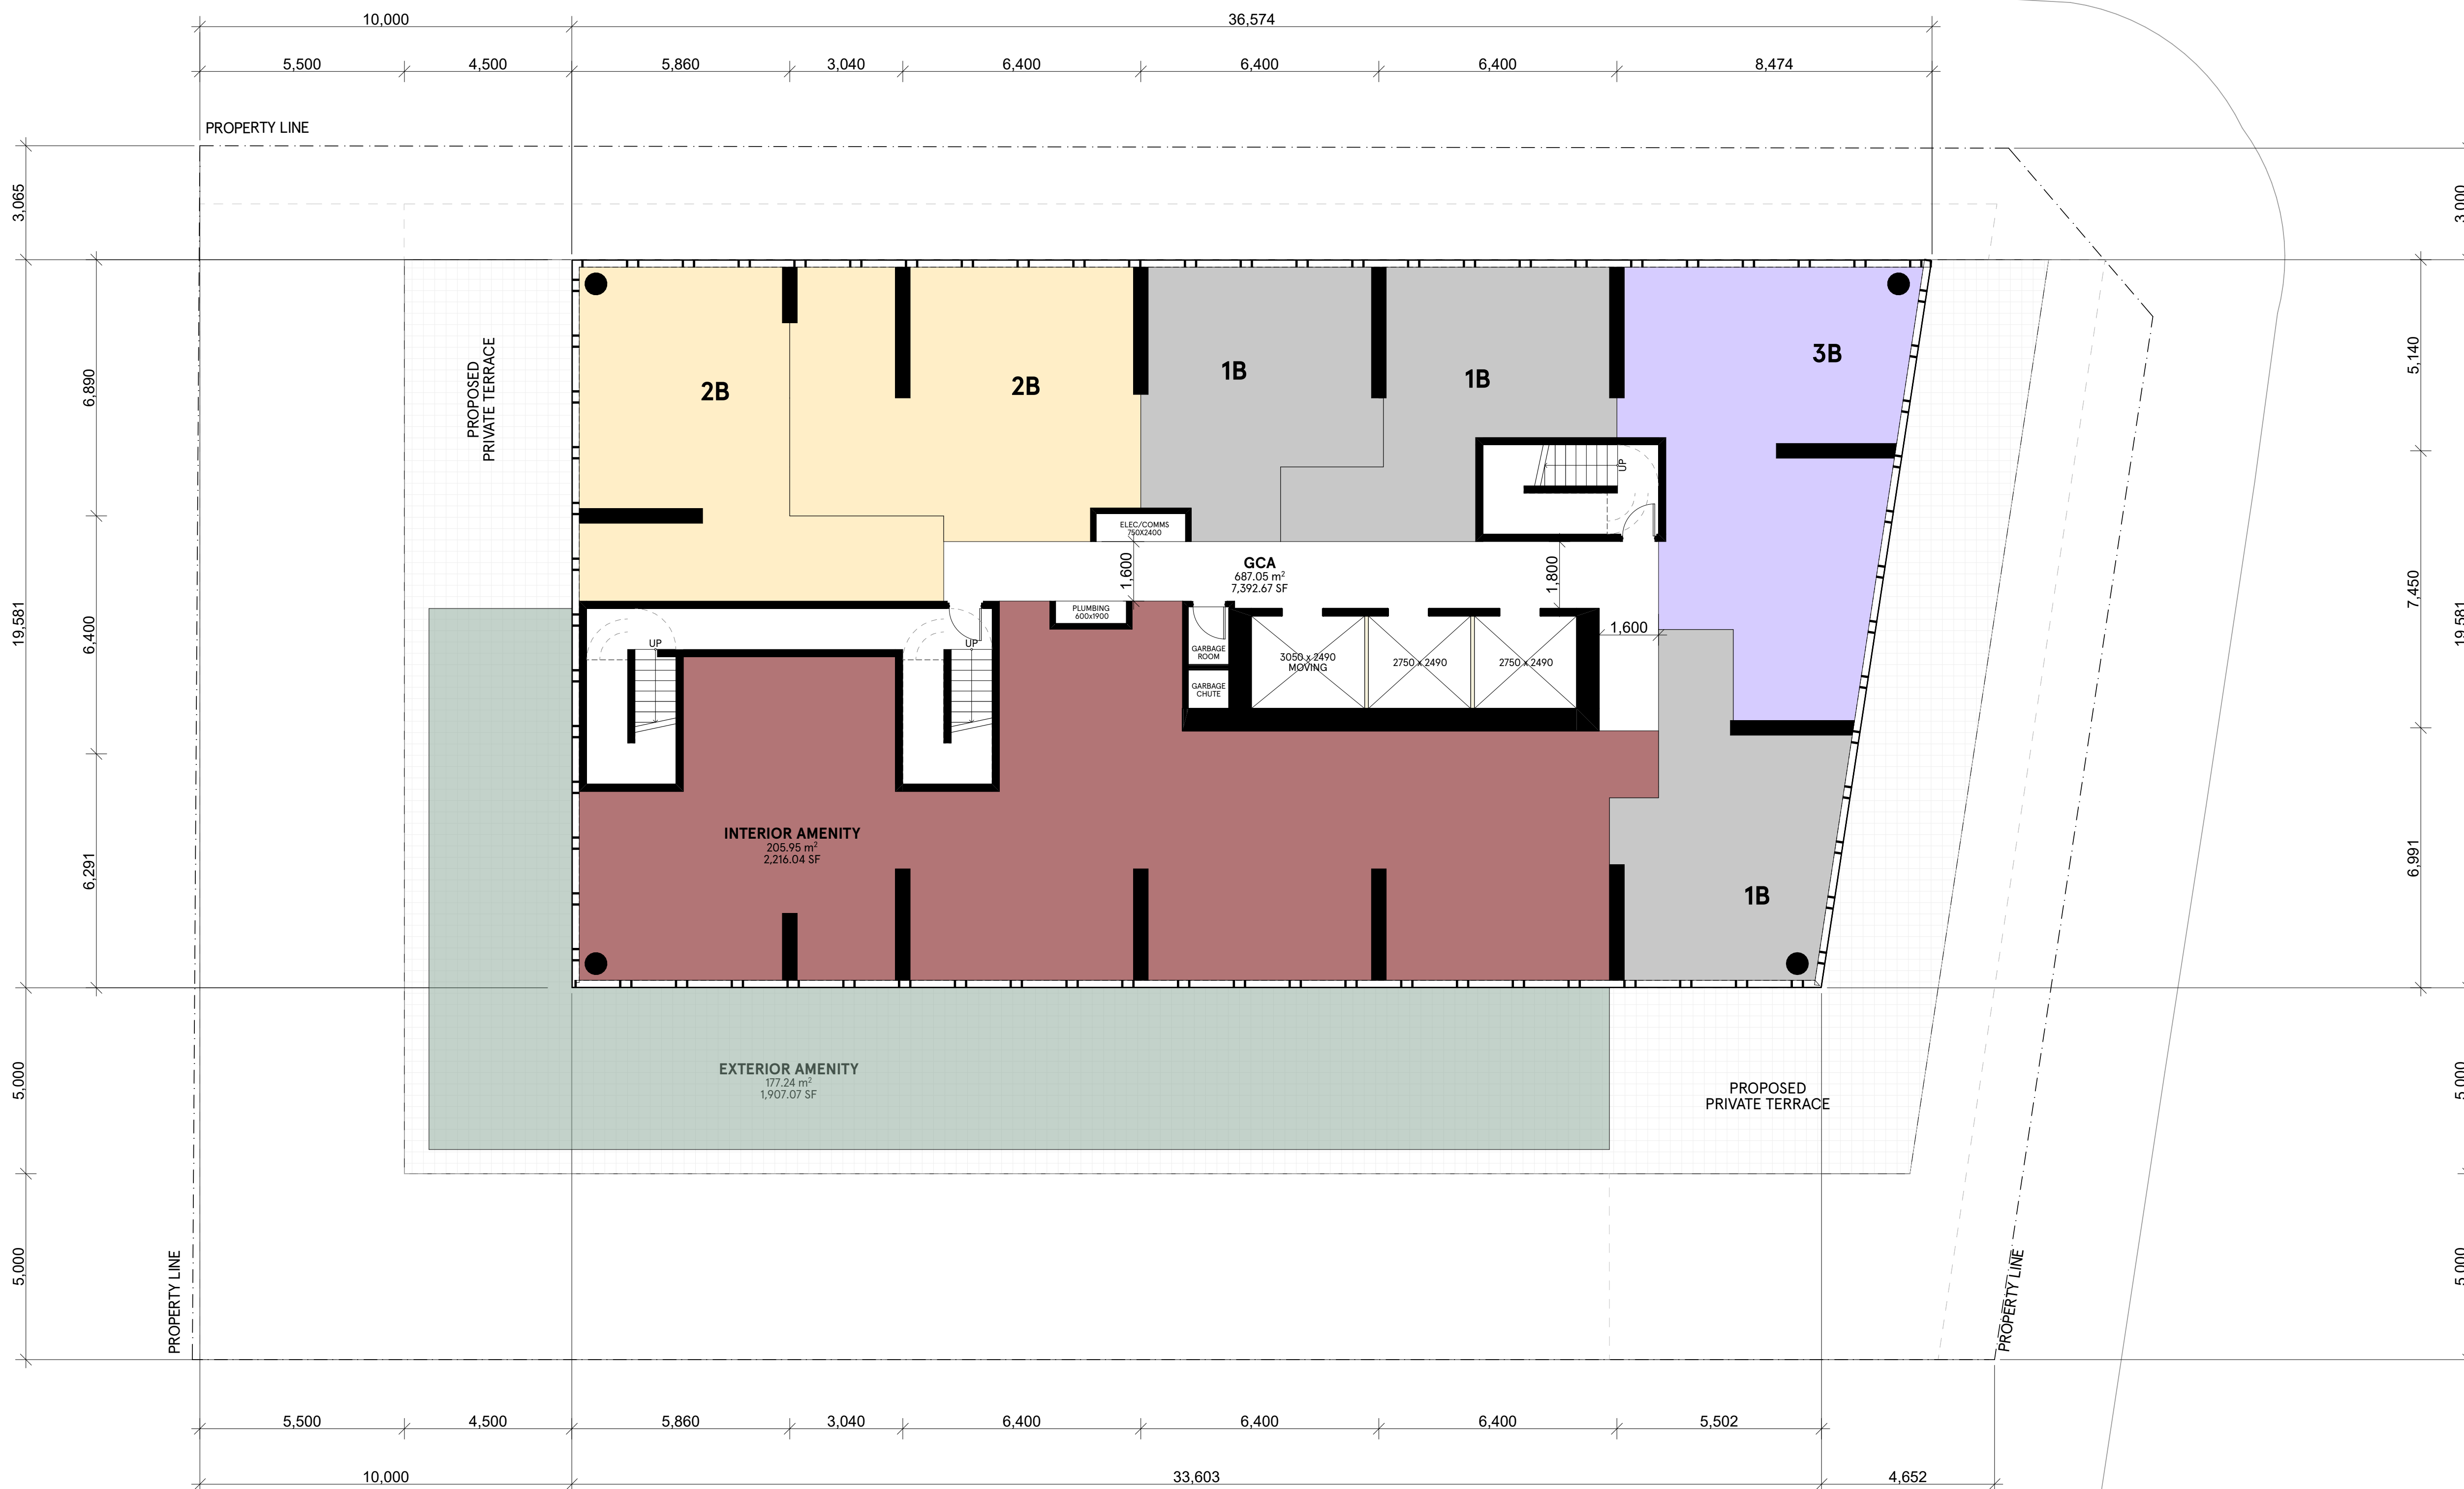 10,000
36,574
5,500
4,500
5,860
3,040
6,400
6,400
6,400
8,474
PROPERTY LINE
3,065
3,000
19,581
6,890
6,400
6,291
5,140
7,450
6,991
19,581
PROPOSED
PRIVATE TERRACE
2B
2B
1B
1B
3B
UP
ELEC/COMMS
750X2400
1,600
GCA
687.05 m²
7,392.67 SF
1,800
PLUMBING
600x1900
1,600
UP
UP
GARBAGE
ROOM
GARBAGE
CHUTE
3050 x 2490
MOVING
2750 x 2490
2750 x 2490
INTERIOR AMENITY
205.95 m²
2,216.04 SF
1B
EXTERIOR AMENITY
177.24 m²
1,907.07 SF
PROPOSED
PRIVATE TERRACE
5,000
5,000
5,000
5,000
PROPERTY LINE
PROPERTY LINE
5,500
4,500
5,860
3,040
6,400
6,400
6,400
5,502
10,000
33,603
4,652